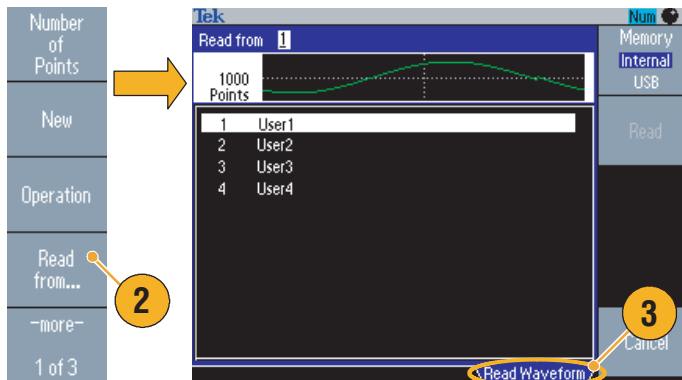 Number
of
Points
New
Operation
Read
from...
-more-
1 of 3
2
Tek
Num
Read from 1
1000
Points
1 User1
2 User2
3 User3
4 User4
Memory
Internal
USB
Read
3
Cancel
Read Waveform